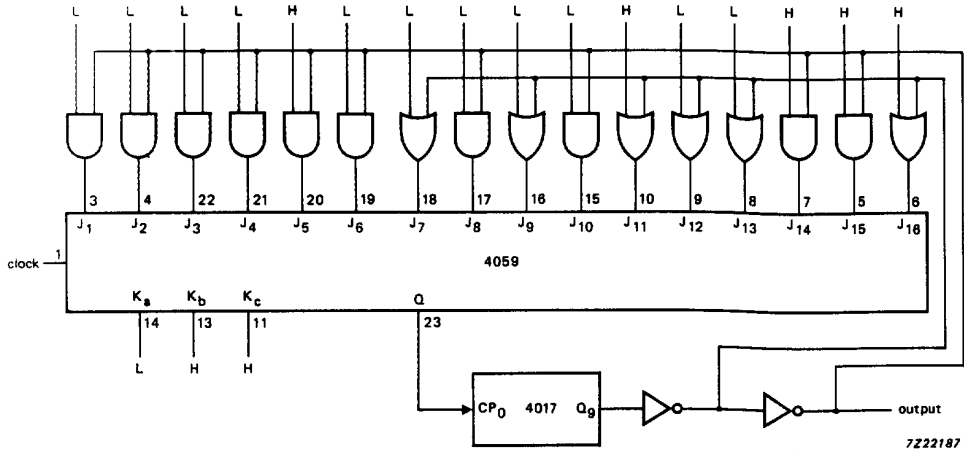 L L L L H L L L L L H L L H H H
3 4 22 21 20 19 18 17 16 15 10 9 8 7 5 6
J1 J2 J3 J4 J5 J6 J7 J8 J9 J10 J11 J12 J13 J14 J15 J16
clock 1 4059
Ka Kb Kc Q
14 13 11 23
L H H
CP0 4017 Q9
output
7Z22187